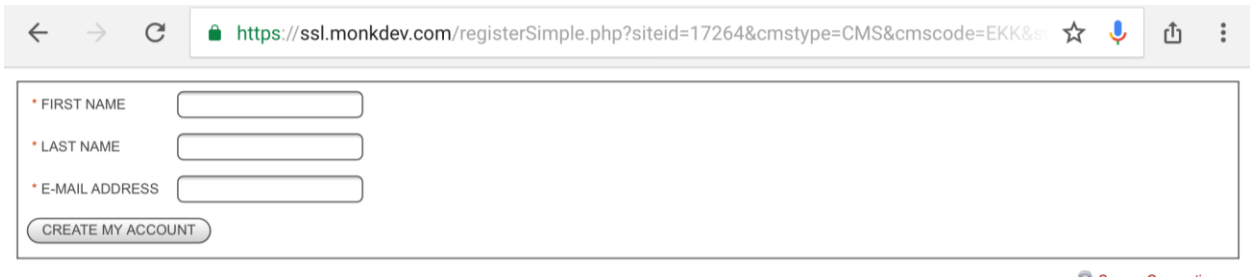 https://ssl.monkdev.com/registerSimple.php?siteid=17264&cmstype=CMS&cmscode=EKK&s
* FIRST NAME
* LAST NAME
* E-MAIL ADDRESS
CREATE MY ACCOUNT